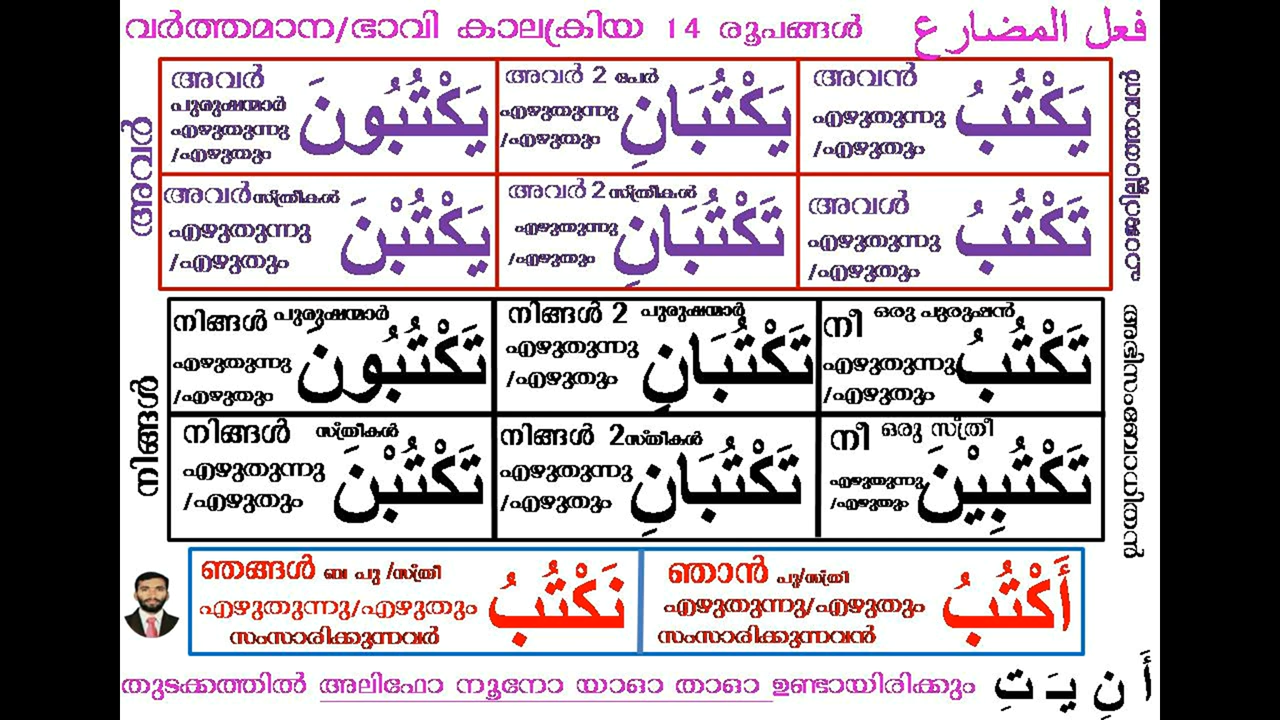 വർത്തമാന/ഭാവി കാലക്രിയ 14 രൂപങ്ങൾ فعل المضارع
അവർ
അവർ
പുരുഷന്മാർ
എഴുതുന്നു
/എഴുതും
يَكْتُبُونَ
അവർ 2 പേർ
എഴുതുന്നു
/എഴുതും
يَكْتُبَانِ
അവൻ
എഴുതുന്നു
/എഴുതും
يَكْتُبُ
അവർ സ്ത്രീകൾ
എഴുതുന്നു
/എഴുതും
يَكْتُبْنَ
അവർ 2 സ്ത്രീകൾ
എഴുതുന്നു
/എഴുതും
تَكْتُبَانِ
അവൾ
എഴുതുന്നു
/എഴുതും
تَكْتُبُ
നിങ്ങൾ
നിങ്ങൾ പുരുഷന്മാർ
എഴുതുന്നു
/എഴുതും
تَكْتُبُونَ
നിങ്ങൾ 2 പുരുഷന്മാർ
എഴുതുന്നു
/എഴുതും
تَكْتُبَانِ
നീ ഒരു പുരുഷൻ
എഴുതുന്നു
/എഴുതും
تَكْتُبُ
അഭിസംബോധിതൻ
നിങ്ങൾ സ്ത്രീകൾ
എഴുതുന്നു
/എഴുതും
تَكْتُبْنَ
നിങ്ങൾ 2 സ്ത്രീകൾ
എഴുതുന്നു
/എഴുതും
تَكْتُبَانِ
നീ ഒരു സ്ത്രീ
എഴുതുന്നു
/എഴുതും
تَكْتُبِيْنَ
ഞങ്ങൾ ബ പു /സ്ത്രീ
എഴുതുന്നു/എഴുതും
സംസാരിക്കുന്നവർ
نَكْتُبُ
ഞാൻ പു/സ്ത്രീ
എഴുതുന്നു/എഴുതും
സംസാരിക്കുന്നവൻ
أَكْتُبُ
തുടക്കത്തിൽ അലിഫോ നൂനോ യാഓ താഓ ഉണ്ടായിരിക്കും